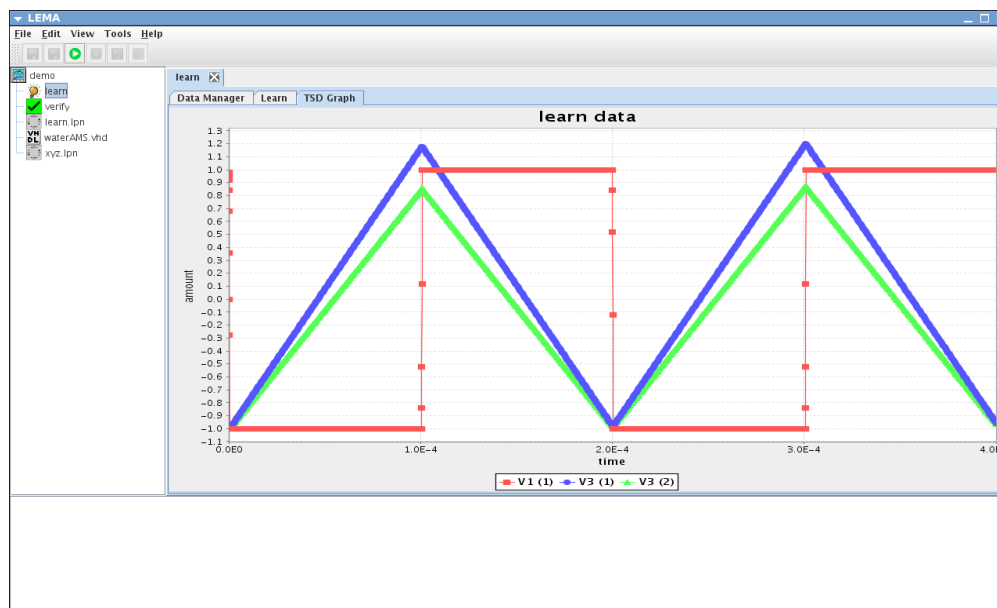 LEMA
File Edit View Tools Help
demo
learn
verify
learn.lpn
VH
DL
waterAMS.vhd
xyz.lpn
learn
Data Manager Learn TSD Graph
learn data
amount
1.3
1.2
1.1
1.0
0.9
0.8
0.7
0.6
0.5
0.4
0.3
0.2
0.1
0.0
-0.1
-0.2
-0.3
-0.4
-0.5
-0.6
-0.7
-0.8
-0.9
-1.0
-1.1
0.0E0 1.0E-4 2.0E-4 3.0E-4 4.0
time
V1 (1) V3 (1) V3 (2)